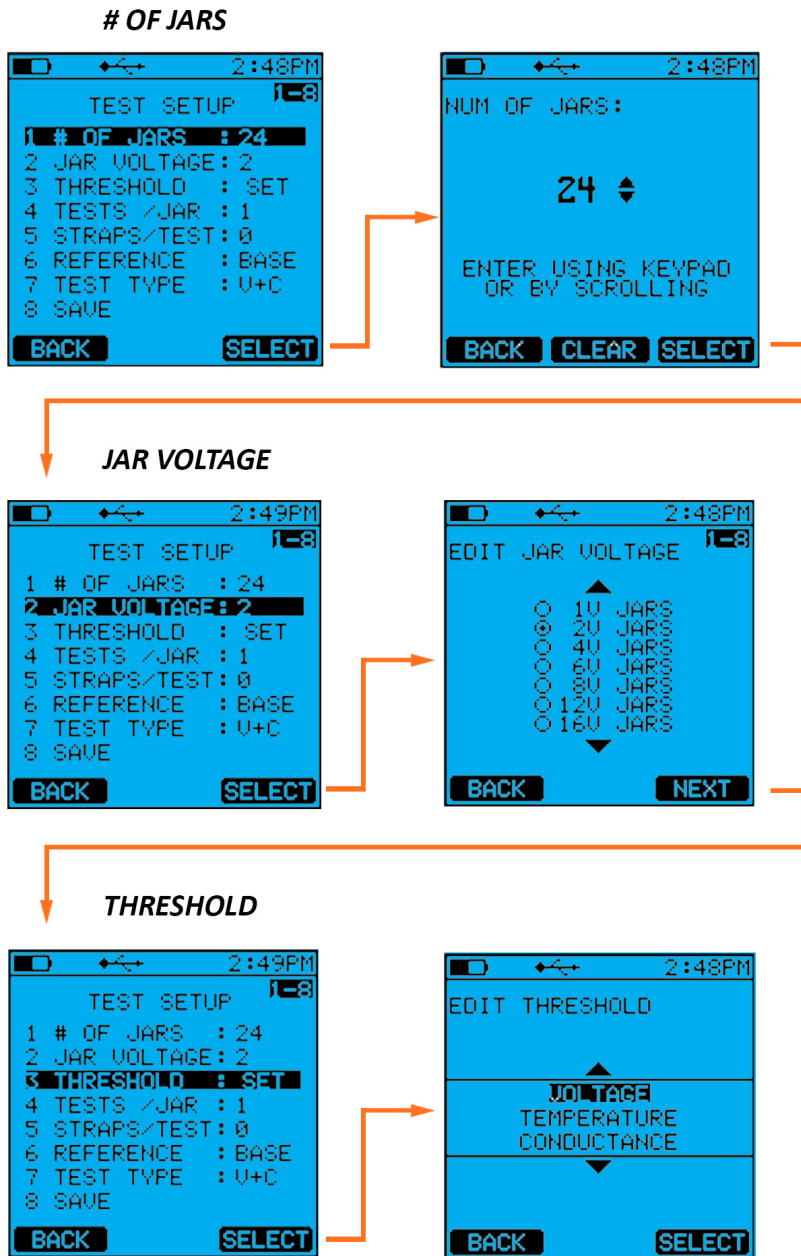 # OF JARS
2:48PM
1-8
TEST SETUP
1 # OF JARS : 24
2 JAR VOLTAGE: 2
3 THRESHOLD : SET
4 TESTS /JAR : 1
5 STRAPS/TEST: 0
6 REFERENCE : BASE
7 TEST TYPE : V+C
8 SAVE
BACK SELECT
2:48PM
NUM OF JARS:
24
ENTER USING KEYPAD
OR BY SCROLLING
BACK CLEAR SELECT
JAR VOLTAGE
2:49PM
1-8
TEST SETUP
1 # OF JARS : 24
2 JAR VOLTAGE: 2
3 THRESHOLD : SET
4 TESTS /JAR : 1
5 STRAPS/TEST: 0
6 REFERENCE : BASE
7 TEST TYPE : V+C
8 SAVE
BACK SELECT
2:48PM
1-8
EDIT JAR VOLTAGE
1V JARS
2V JARS
4V JARS
6V JARS
8V JARS
12V JARS
16V JARS
BACK NEXT
THRESHOLD
2:49PM
1-8
TEST SETUP
1 # OF JARS : 24
2 JAR VOLTAGE: 2
3 THRESHOLD : SET
4 TESTS /JAR : 1
5 STRAPS/TEST: 0
6 REFERENCE : BASE
7 TEST TYPE : V+C
8 SAVE
BACK SELECT
2:48PM
EDIT THRESHOLD
VOLTAGE
TEMPERATURE
CONDUCTANCE
BACK SELECT